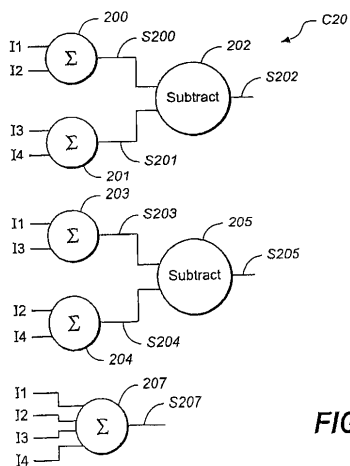 200
C20
I1
I2
Σ
S200
202
Subtract
S202
I3
I4
Σ
201
S201
203
I1
I3
Σ
S203
205
Subtract
S205
I2
I4
Σ
204
S204
207
I1
I2
I3
I4
Σ
S207
FIG